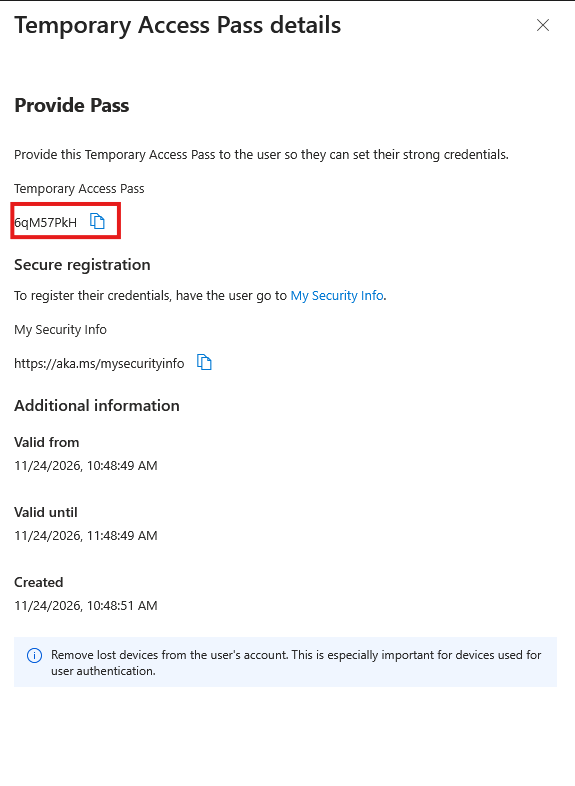 Temporary Access Pass details
Provide Pass
Provide this Temporary Access Pass to the user so they can set their strong credentials.
Temporary Access Pass
6qM57PkH
Secure registration
To register their credentials, have the user go to My Security Info.
My Security Info
https://aka.ms/mysecurityinfo
Additional information
Valid from
11/24/2026, 10:48:49 AM
Valid until
11/24/2026, 11:48:49 AM
Created
11/24/2026, 10:48:51 AM
Remove lost devices from the user's account. This is especially important for devices used for
user authentication.